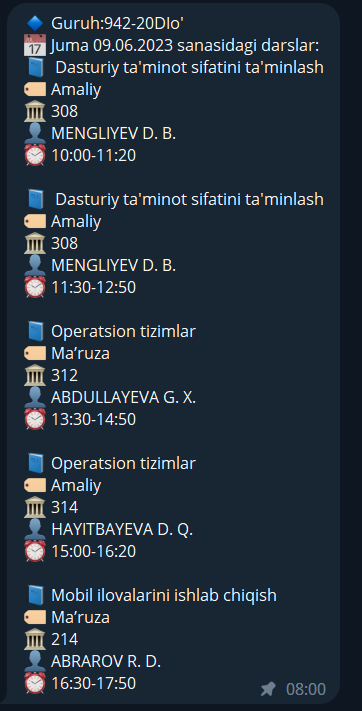 Guruh:942-20DIo'
Juma 09.06.2023 sanasidagi darslar:
Dasturiy ta'minot sifatini ta'minlash
Amaliy
308
MENGLIYEV D. B.
10:00-11:20
Dasturiy ta'minot sifatini ta'minlash
Amaliy
308
MENGLIYEV D. B.
11:30-12:50
Operatsion tizimlar
Ma’ruza
312
ABDULLAYEVA G. X.
13:30-14:50
Operatsion tizimlar
Amaliy
314
HAYITBAYEVA D. Q.
15:00-16:20
Mobil ilovalarini ishlab chiqish
Ma’ruza
214
ABRAROV R. D.
16:30-17:50
08:00